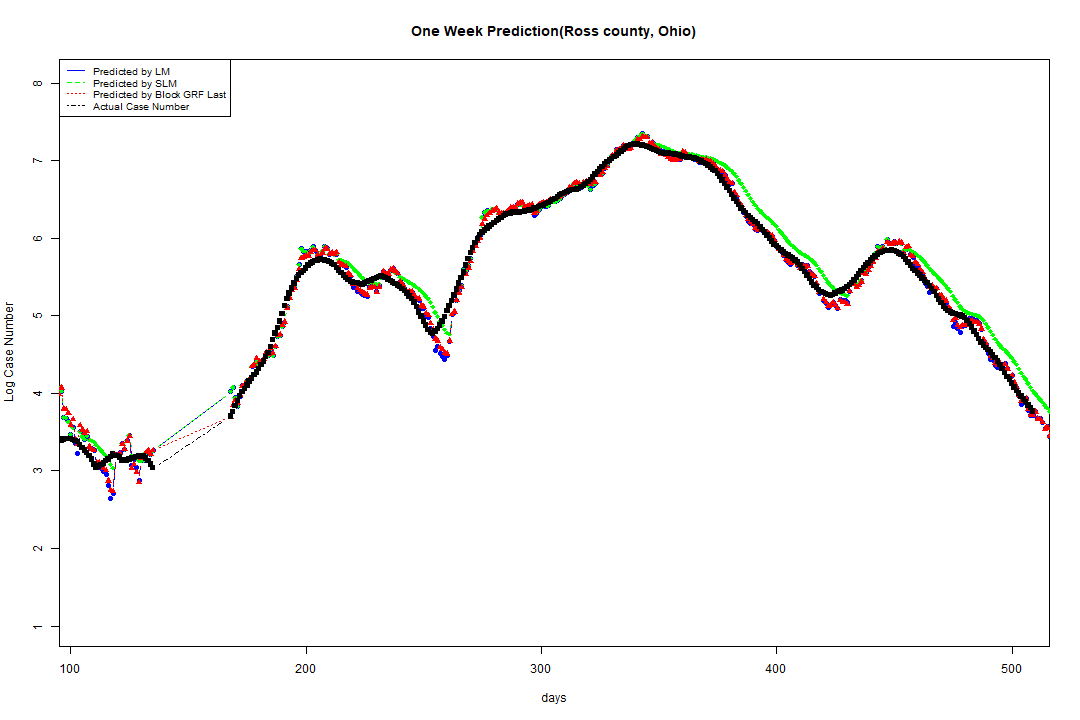 One Week Prediction(Ross county, Ohio)
Predicted by LM
Predicted by SLM
Predicted by Block GRF Last
Actual Case Number
8
7
6
5
4
3
2
1
Log Case Number
100 200 300 400 500
days